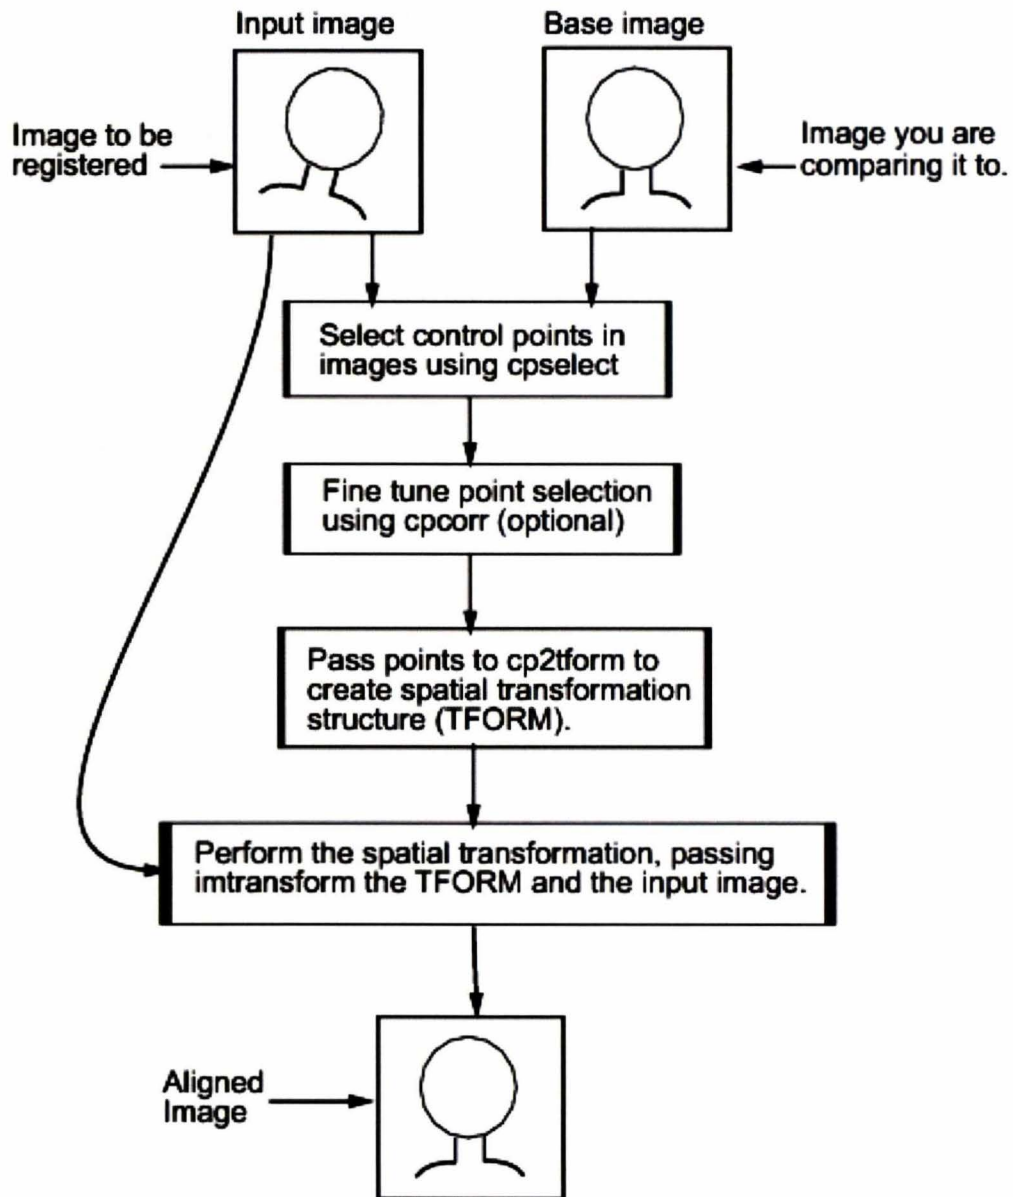 Input image
Base image
Image to be
registered
Image you are
comparing it to.
Select control points in
images using cpselect
Fine tune point selection
using cpcorr (optional)
Pass points to cp2tform to
create spatial transformation
structure (TFORM).
Perform the spatial transformation, passing
imtransform the TFORM and the input image.
Aligned
Image